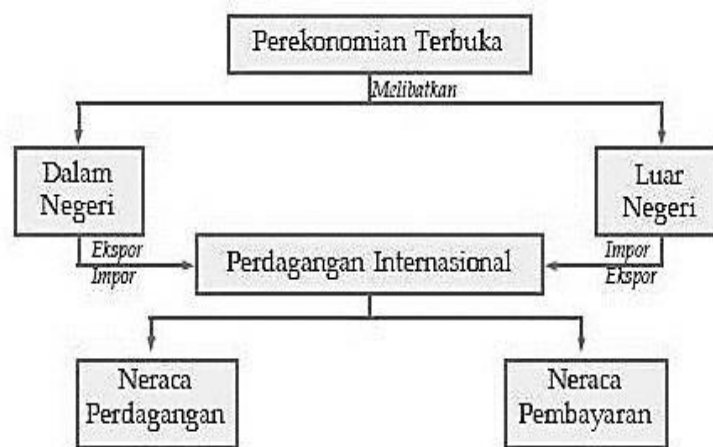 Perekonomian Terbuka
Melibatkan
Dalam
Negeri
Luar
Negeri
Ekspor
Impor
Perdagangan Internasional
Impor
Ekspor
Neraca
Perdagangan
Neraca
Pembayaran